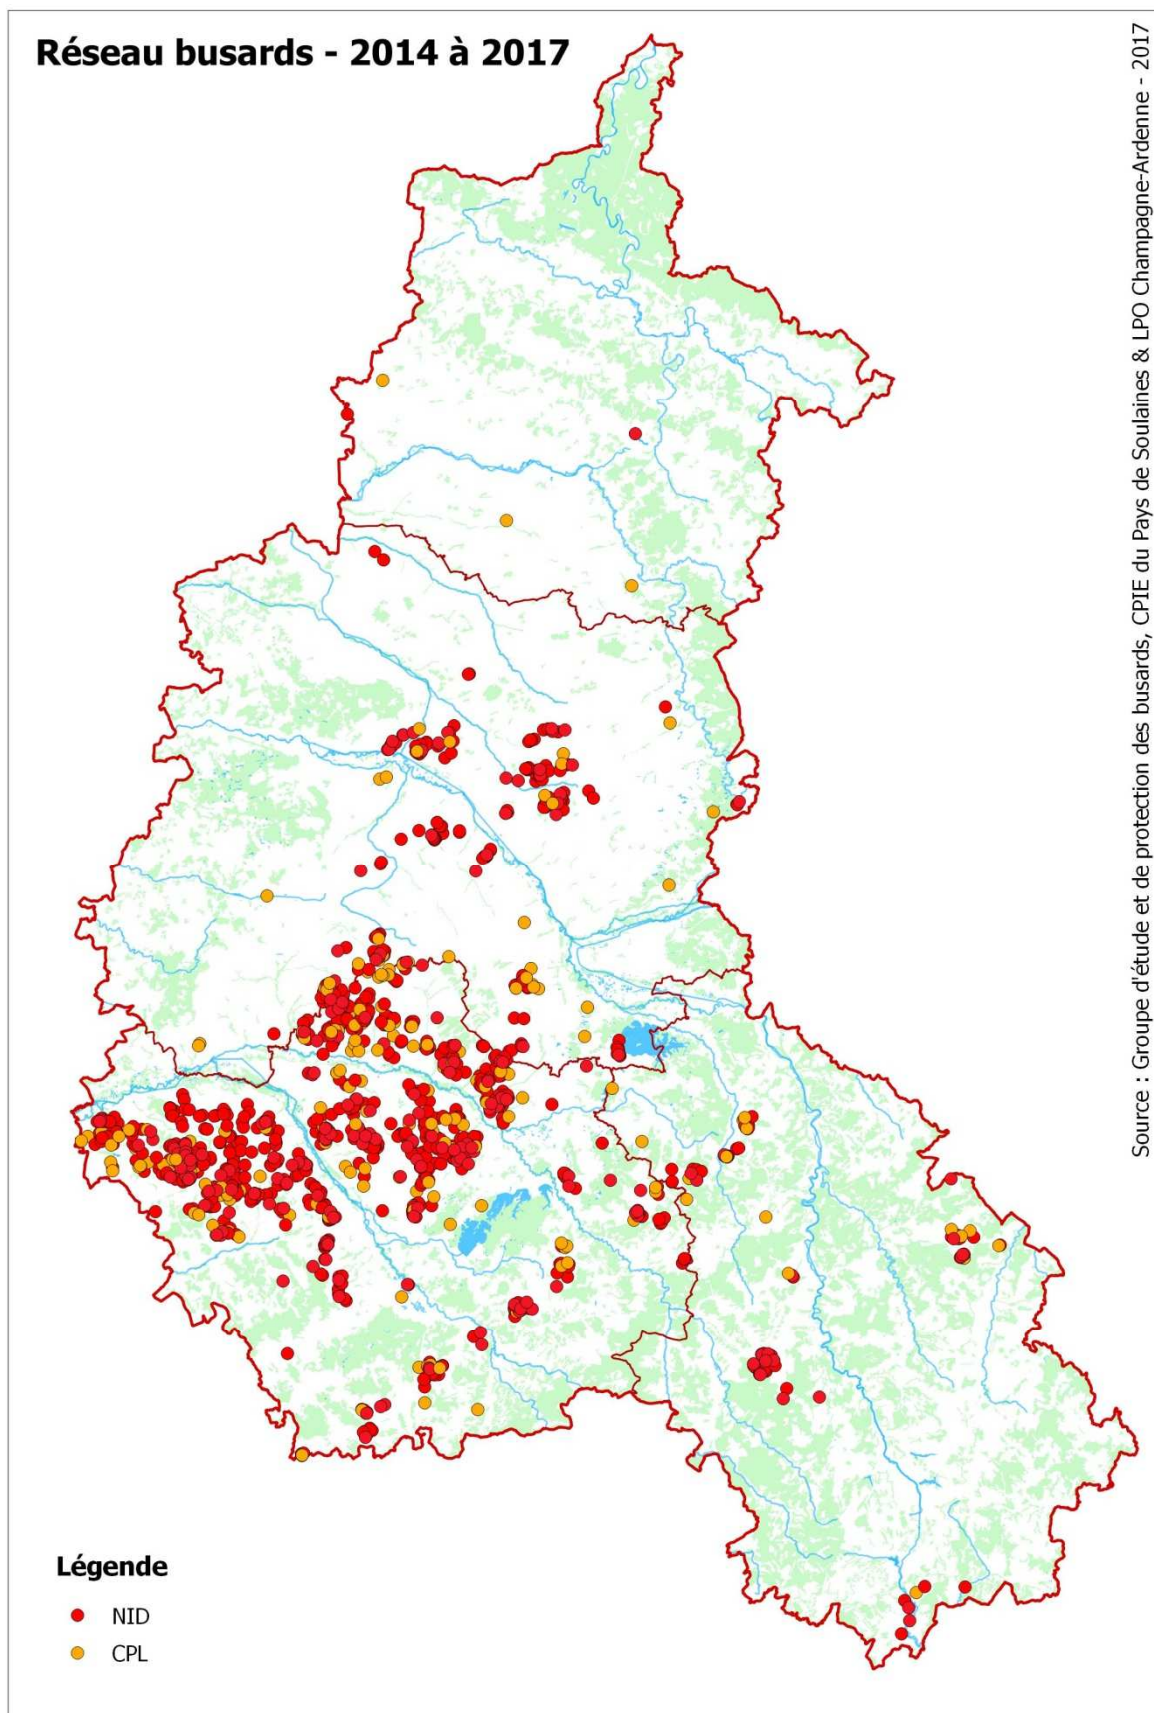 Réseau busards - 2014 à 2017
Source : Groupe d'étude et de protection des busards, CPIE du Pays de Soulaines & LPO Champagne-Ardenne - 2017
Légende
NID
CPL